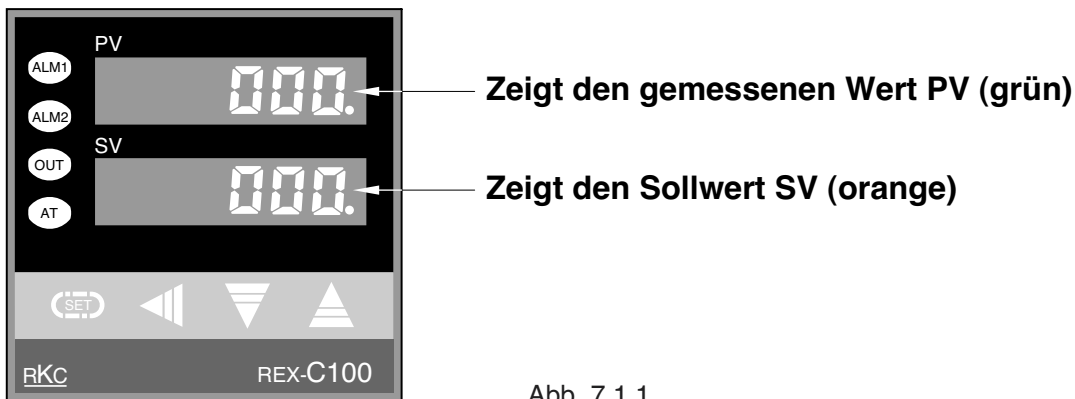 PV
ALM1
000.
Zeigt den gemessenen Wert PV (grün)
ALM2
SV
OUT
000.
Zeigt den Sollwert SV (orange)
AT
SET
RKC
REX-C100
Abb. 7.1.1